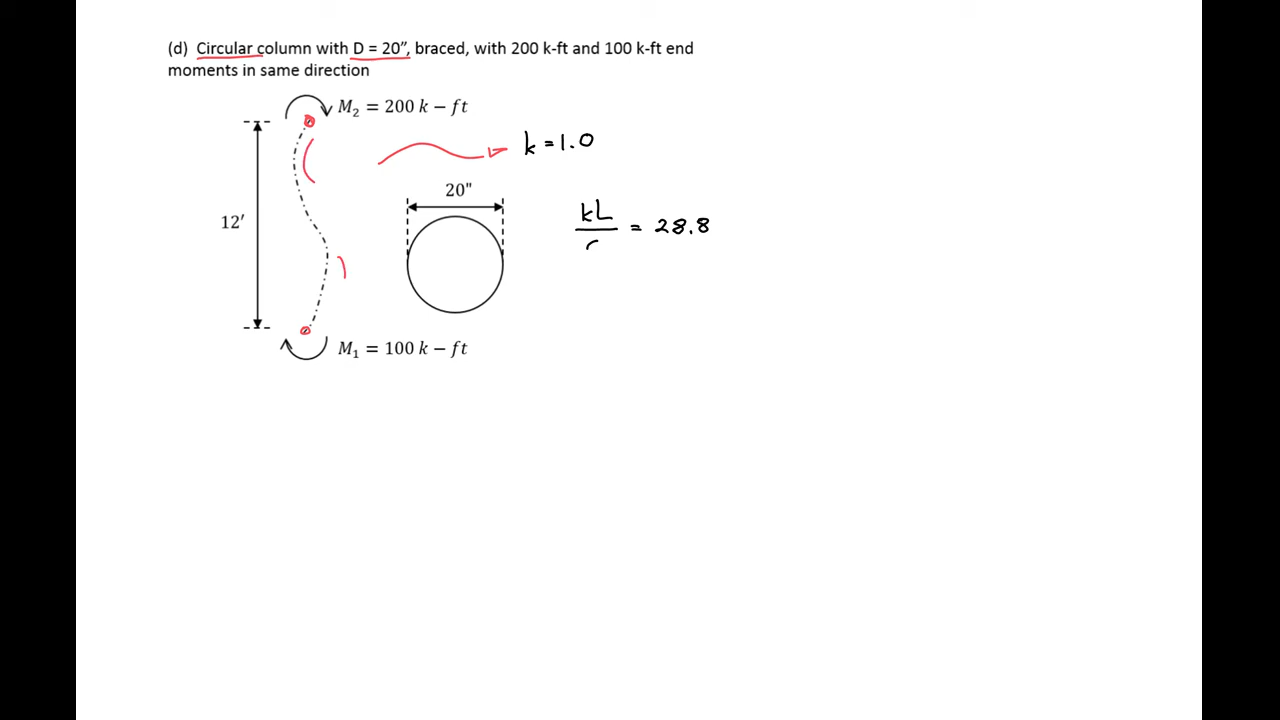 (d) Circular column with D = 20", braced, with 200 k-ft and 100 k-ft end
moments in same direction
M₂ = 200 k − ft
k = 1.0
20"
12′
kL
/r = 28.8
M₁ = 100 k − ft